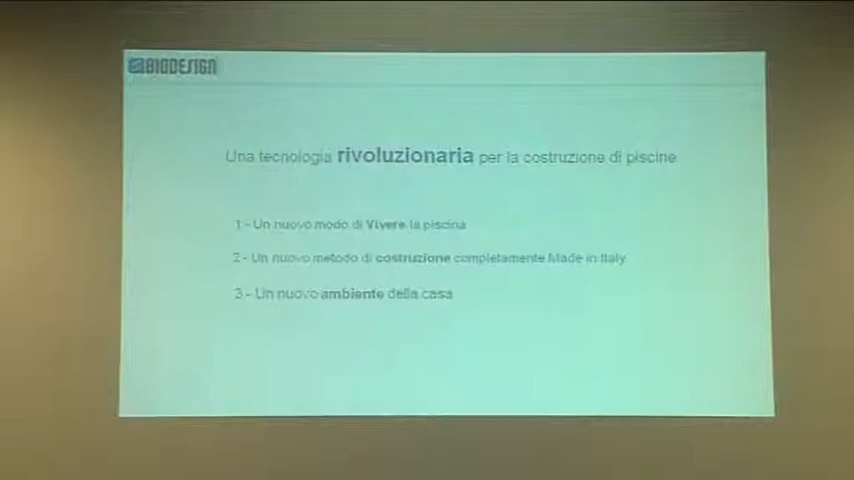 BIODESIGN
Una tecnologia rivoluzionaria per la costruzione di piscine
1 - Un nuovo modo di Vivere la piscina
2 - Un nuovo metodo di costruzione completamente Made in Italy
3 - Un nuovo ambiente della casa